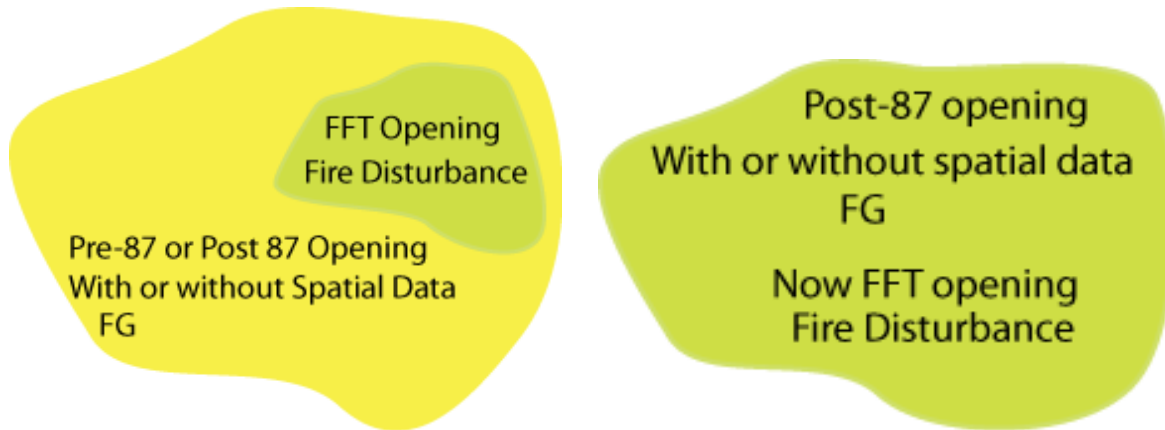 FFT Opening
Fire Disturbance
Pre-87 or Post 87 Opening
With or without Spatial Data
FG
Post-87 opening
With or without spatial data
FG
Now FFT opening
Fire Disturbance